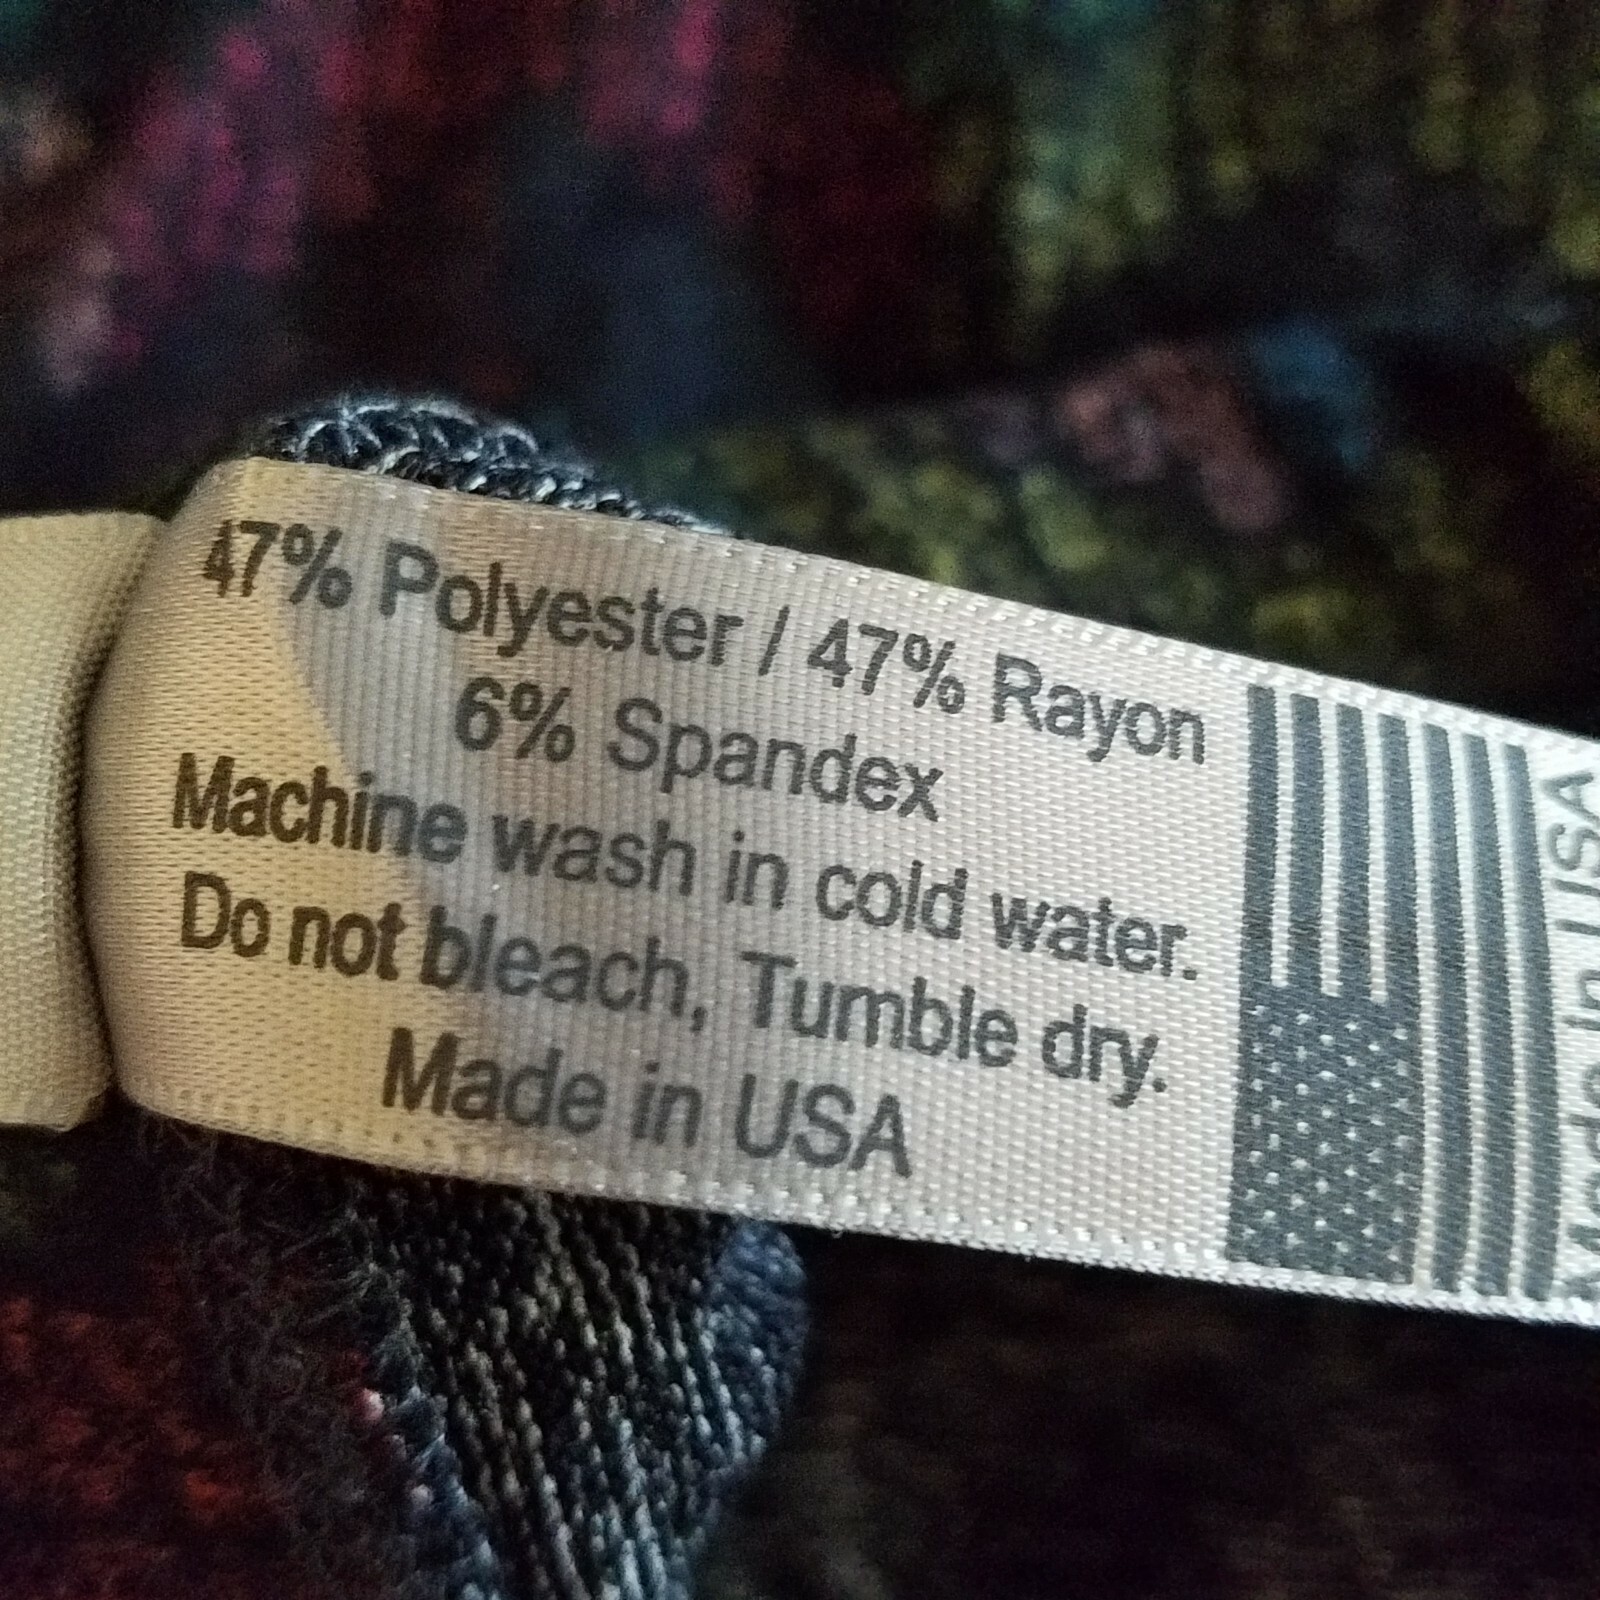 47% Polyester / 47% Rayon
6% Spandex
Machine wash in cold water.
Do not bleach, Tumble dry.
Made in USA
Made in USA